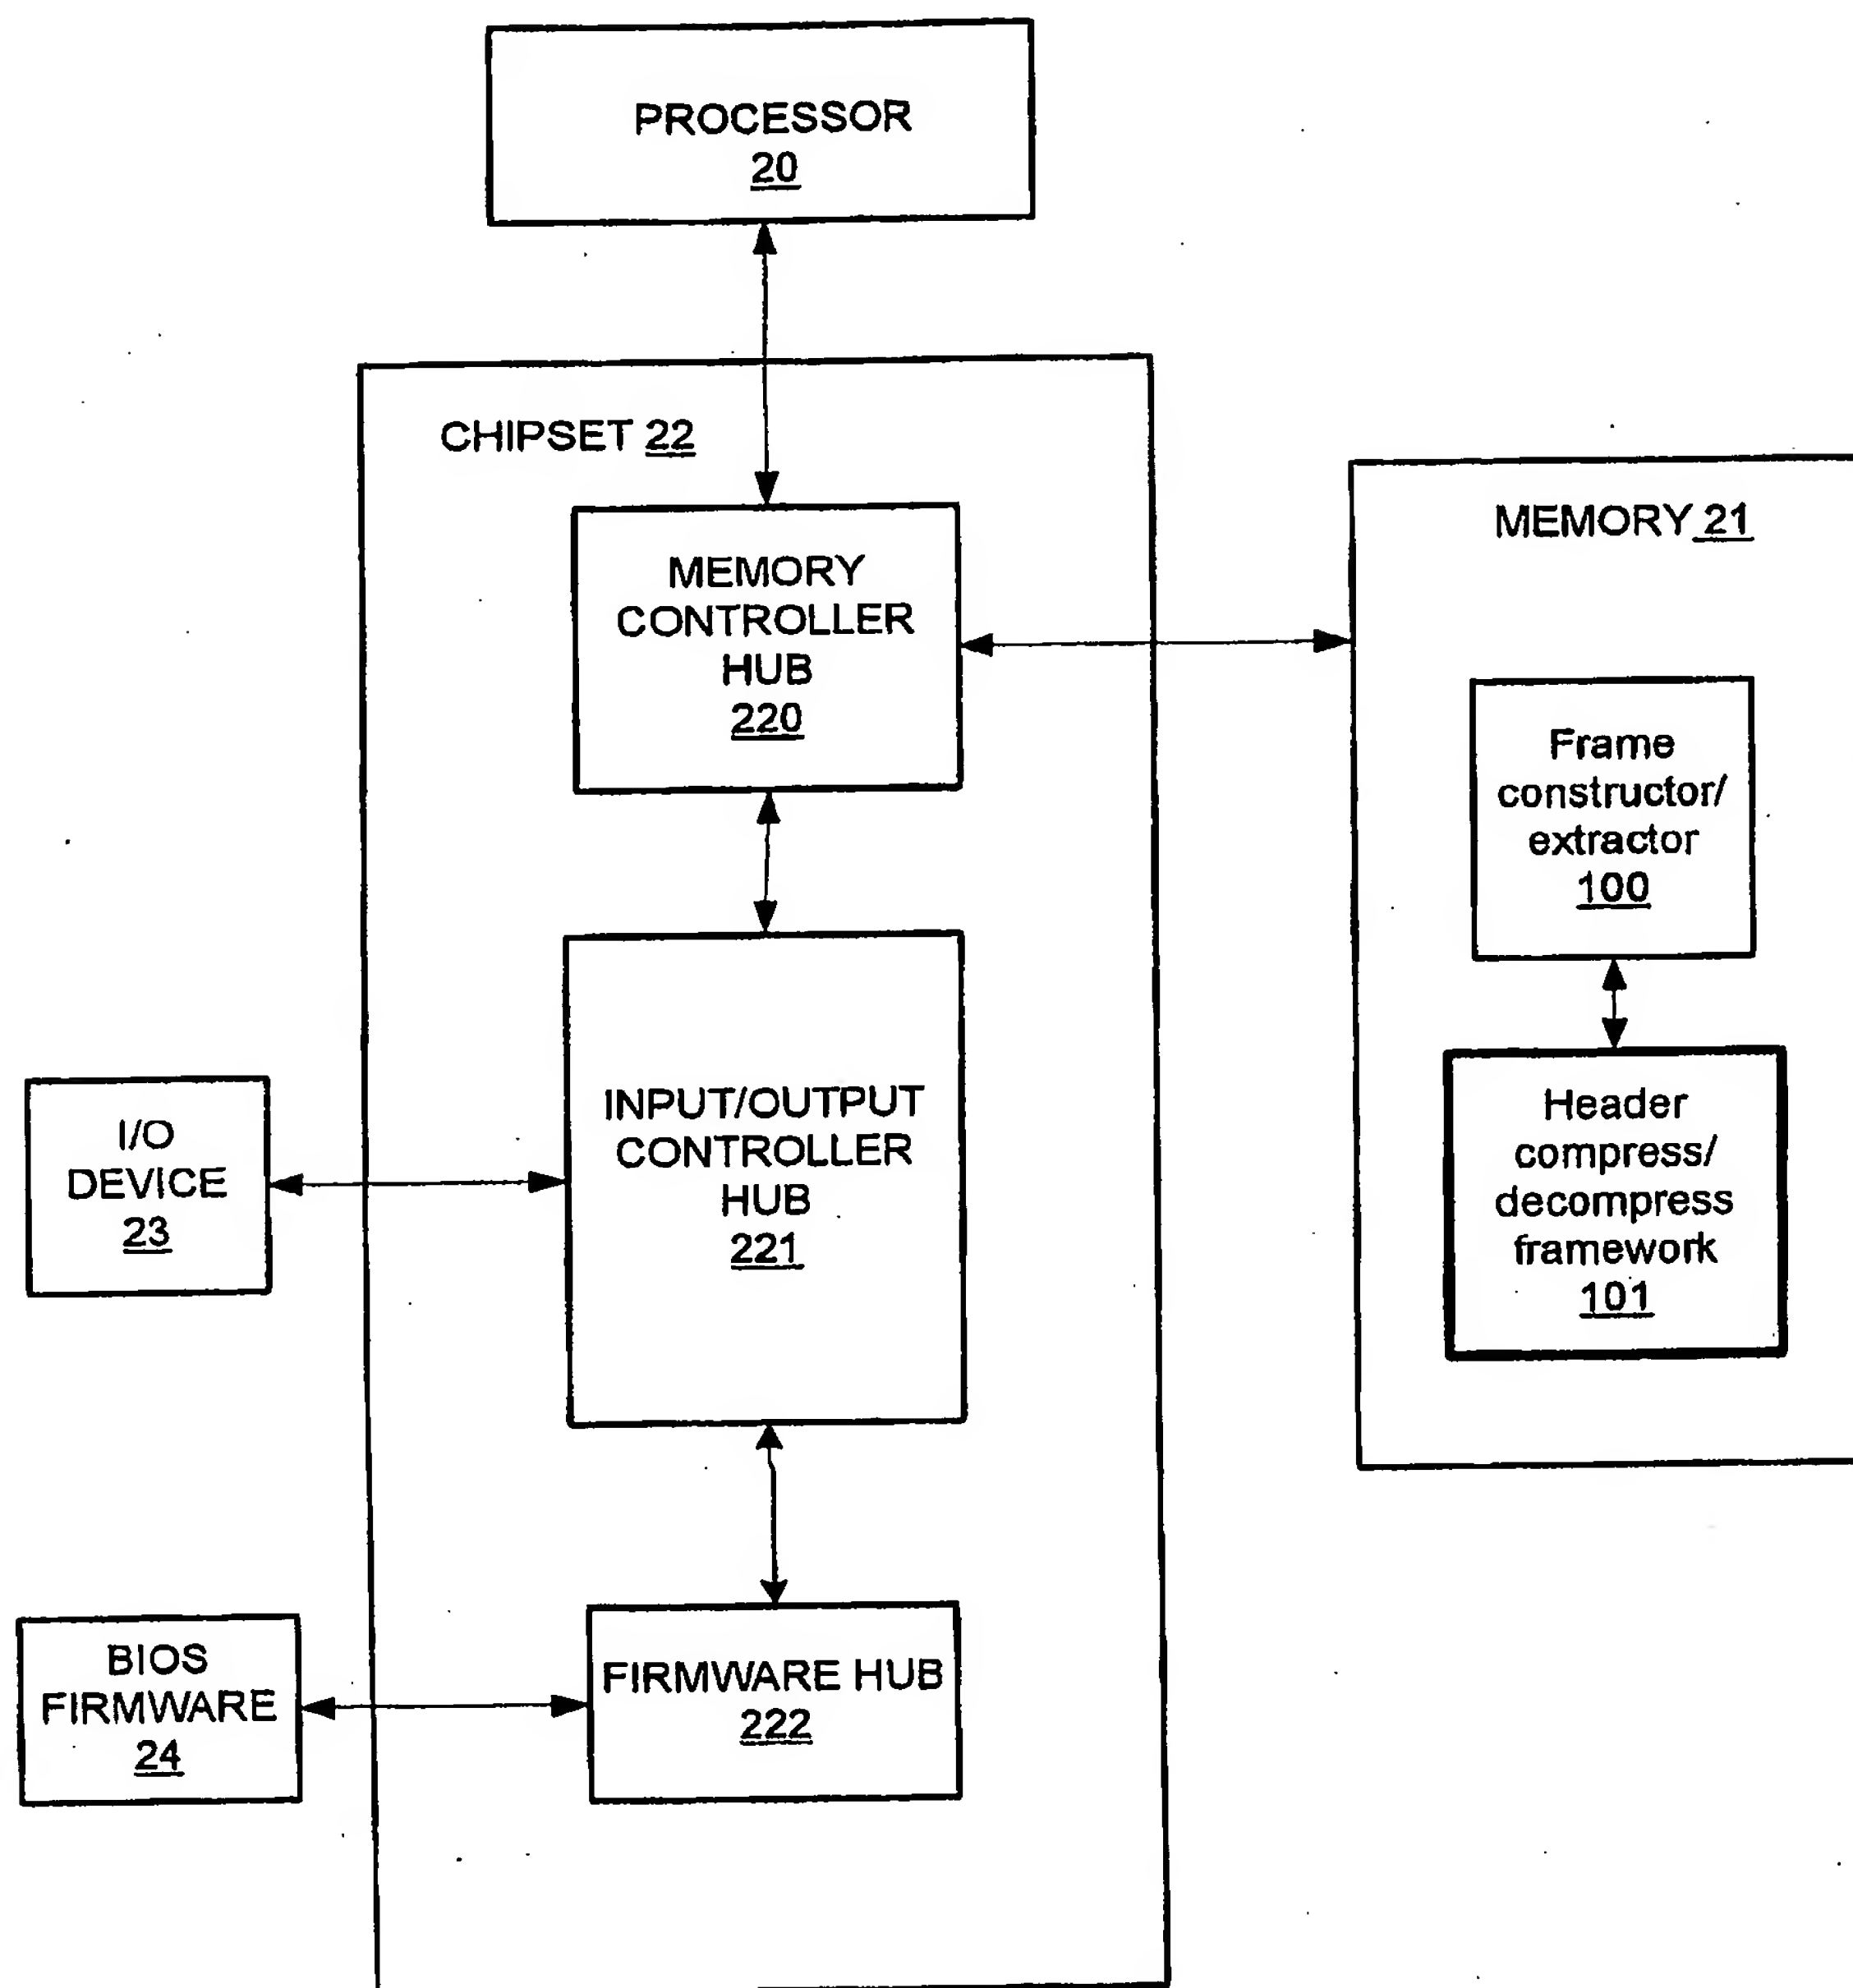 PROCESSOR
20
CHIPSET 22
MEMORY
CONTROLLER
HUB
220
MEMORY 21
Frame
constructor/
extractor
100
Header
compress/
decompress
framework
101
INPUT/OUTPUT
CONTROLLER
HUB
221
I/O
DEVICE
23
BIOS
FIRMWARE
24
FIRMWARE HUB
222